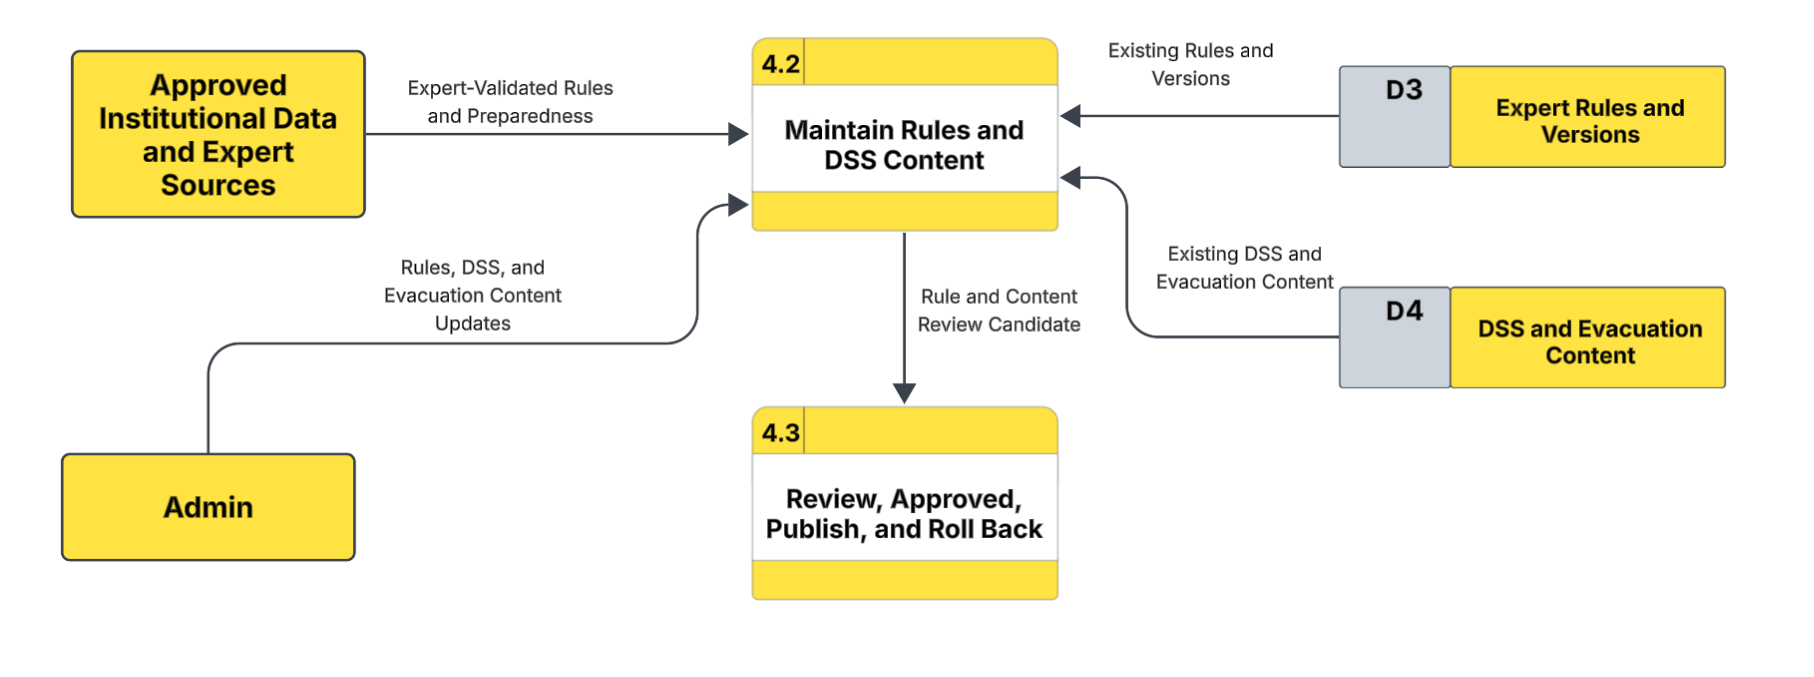 Approved
Institutional Data
and Expert
Sources
Expert-Validated Rules
and Preparedness
4.2
Maintain Rules and
DSS Content
Existing Rules and
Versions
D3
Expert Rules and
Versions
Rules, DSS, and
Evacuation Content
Updates
Rule and Content
Review Candidate
Existing DSS and
Evacuation Content
D4
DSS and Evacuation
Content
Admin
4.3
Review, Approved,
Publish, and Roll Back